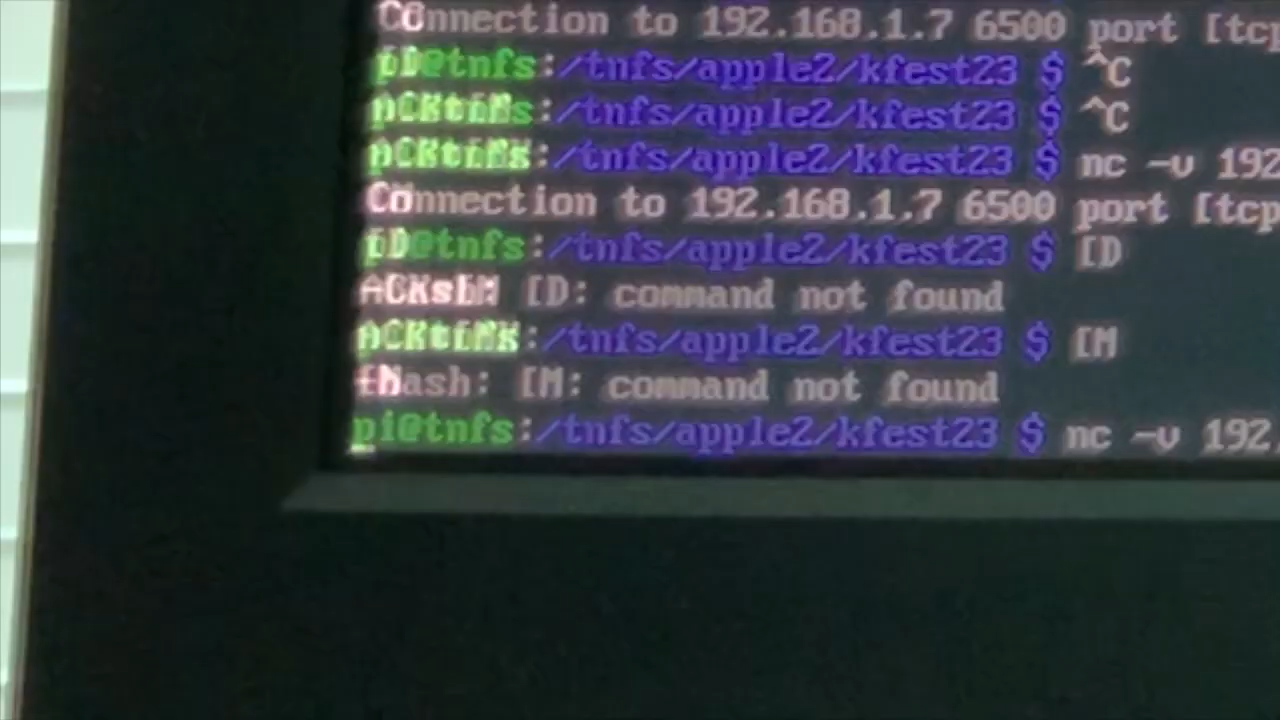 Connection to 192.168.1.7 6500 port [tcp
pi@tnfs:/tnfs/apple2/kfest23 $ ^C
:/tnfs/apple2/kfest23 $ ^C
:/tnfs/apple2/kfest23 $ nc -v 192
Connection to 192.168.1.7 6500 port [tcp
@tnfs:/tnfs/apple2/kfest23 $ [D
[D: command not found
:/tnfs/apple2/kfest23 $ [M
[M: command not found
pi@tnfs:/tnfs/apple2/kfest23 $ nc -v 192.